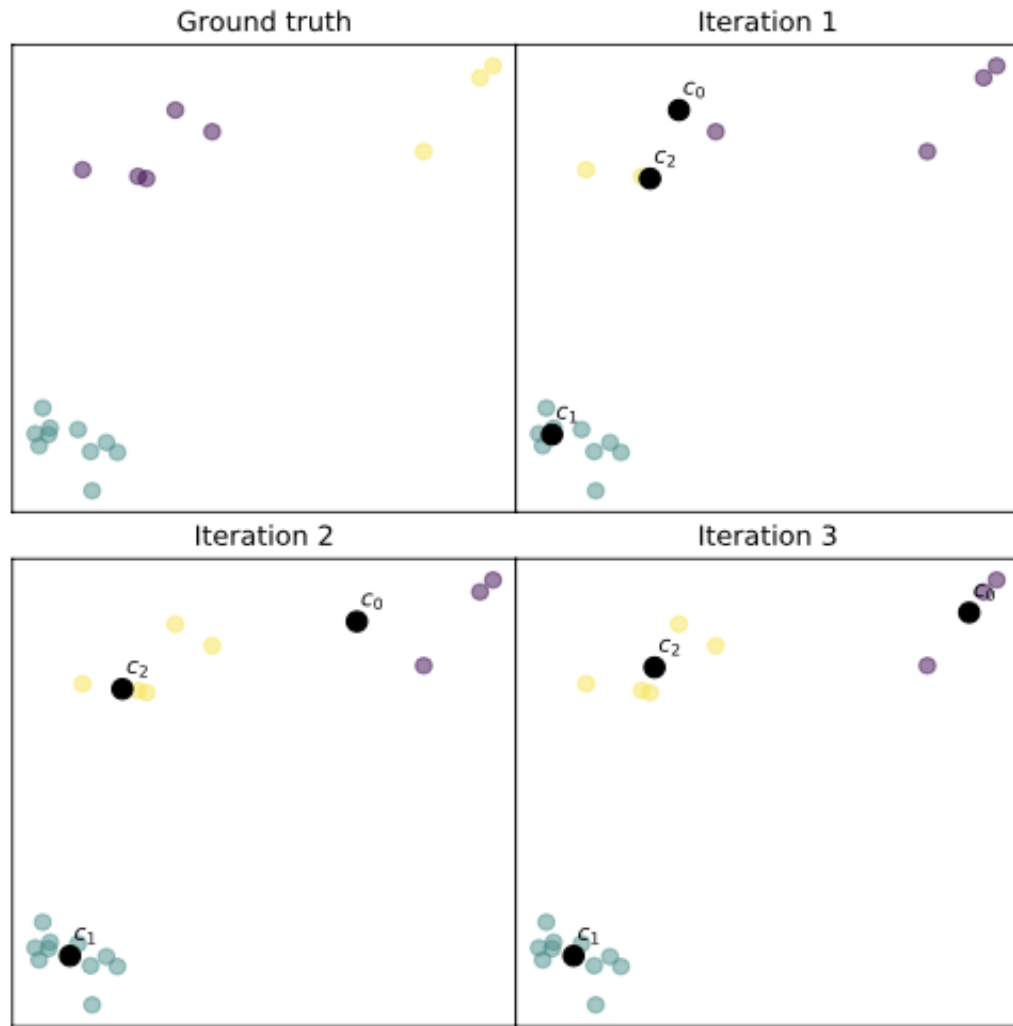 Ground truth
Iteration 1
c0
c2
c1
Iteration 2
c0
c2
c1
Iteration 3
c0
c2
c1